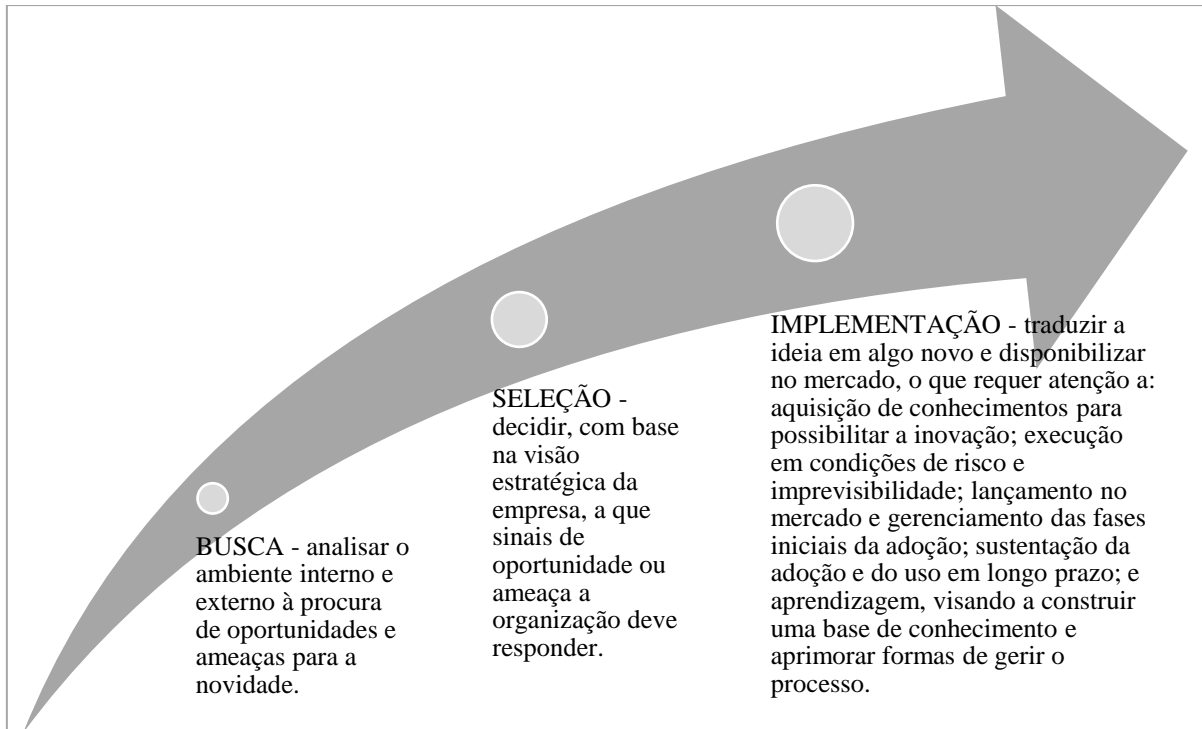 BUSCA - analisar o
ambiente interno e
externo à procura
de oportunidades e
ameaças para a
novidade.
SELEÇÃO -
decidir, com base
na visão
estratégica da
empresa, a que
sinais de
oportunidade ou
ameaça a
organização deve
responder.
IMPLEMENTAÇÃO - traduzir a
ideia em algo novo e disponibilizar
no mercado, o que requer atenção a:
aquisição de conhecimentos para
possibilitar a inovação; execução
em condições de risco e
imprevisibilidade; lançamento no
mercado e gerenciamento das fases
iniciais da adoção; sustentação da
adoção e do uso em longo prazo; e
aprendizagem, visando a construir
uma base de conhecimento e
aprimorar formas de gerir o
processo.